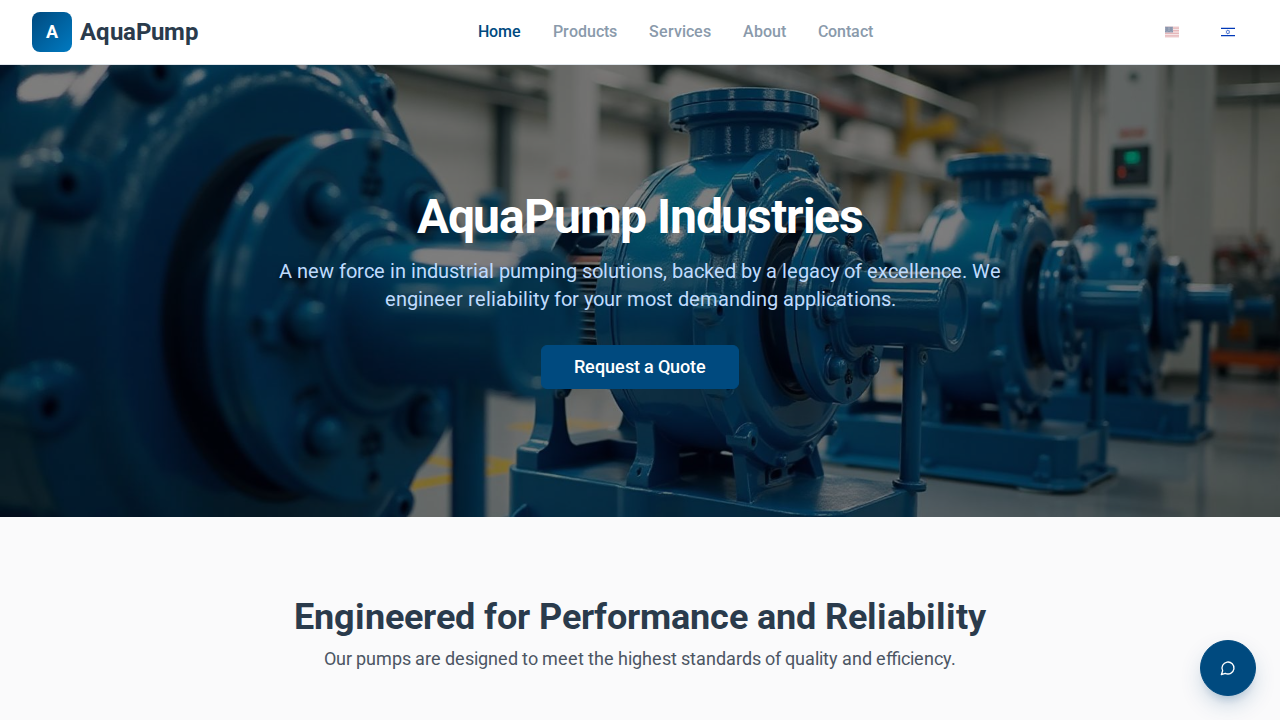 A AquaPump
Home Products Services About Contact
AquaPump Industries
A new force in industrial pumping solutions, backed by a legacy of excellence. We
engineer reliability for your most demanding applications.
Request a Quote
Engineered for Performance and Reliability
Our pumps are designed to meet the highest standards of quality and efficiency.